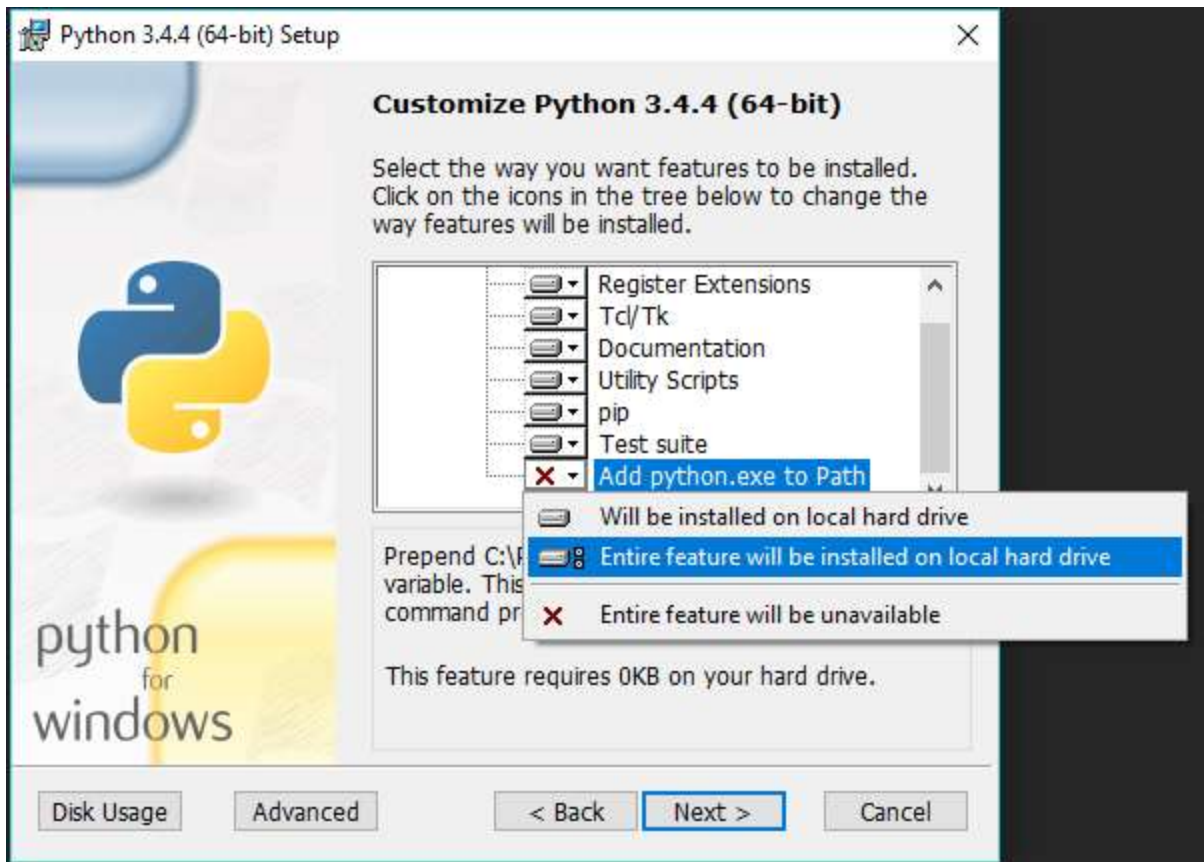 Python 3.4.4 (64-bit) Setup
Customize Python 3.4.4 (64-bit)
Select the way you want features to be installed.
Click on the icons in the tree below to change the
way features will be installed.
Register Extensions
Tcl/Tk
Documentation
Utility Scripts
pip
Test suite
Add python.exe to Path
Will be installed on local hard drive
Entire feature will be installed on local hard drive
Entire feature will be unavailable
Prepend C:\
variable. This
command pr
This feature requires 0KB on your hard drive.
python
for
windows
Disk Usage
Advanced
< Back
Next >
Cancel